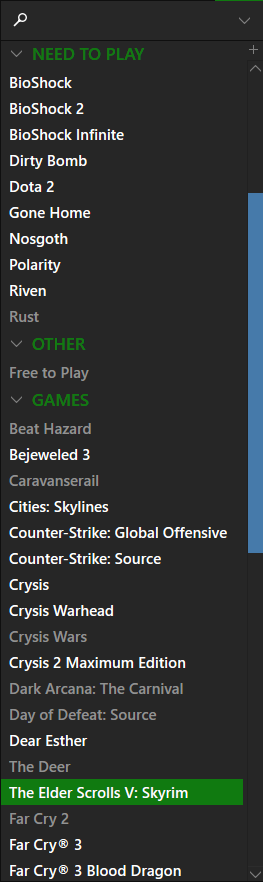 NEED TO PLAY
BioShock
BioShock 2
BioShock Infinite
Dirty Bomb
Dota 2
Gone Home
Nosgoth
Polarity
Riven
Rust
OTHER
Free to Play
GAMES
Beat Hazard
Bejeweled 3
Caravanserail
Cities: Skylines
Counter-Strike: Global Offensive
Counter-Strike: Source
Crysis
Crysis Warhead
Crysis Wars
Crysis 2 Maximum Edition
Dark Arcana: The Carnival
Day of Defeat: Source
Dear Esther
The Deer
The Elder Scrolls V: Skyrim
Far Cry 2
Far Cry® 3
Far Cry® 3 Blood Dragon